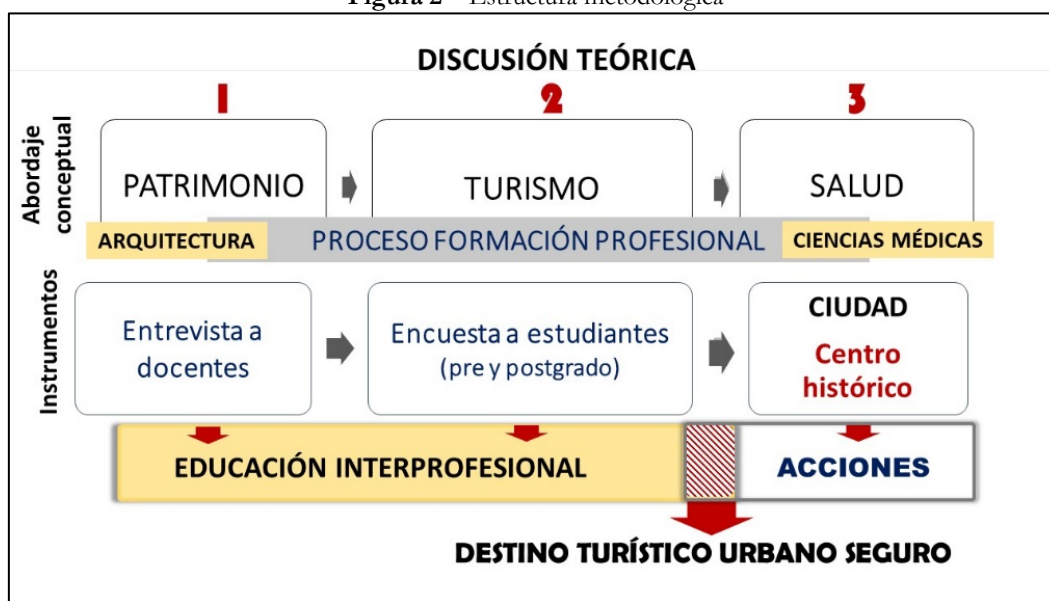 Figura 2 – Estructura metodológica
DISCUSIÓN TEÓRICA
1 2 3
Abordaje
conceptual
PATRIMONIO TURISMO SALUD
ARQUITECTURA PROCESO FORMACIÓN PROFESIONAL CIENCIAS MÉDICAS
Instrumentos
Entrevista a
docentes
Encuesta a estudiantes
(pre y postgrado)
CIUDAD
Centro
histórico
EDUCACIÓN INTERPROFESIONAL ACCIONES
DESTINO TURÍSTICO URBANO SEGURO